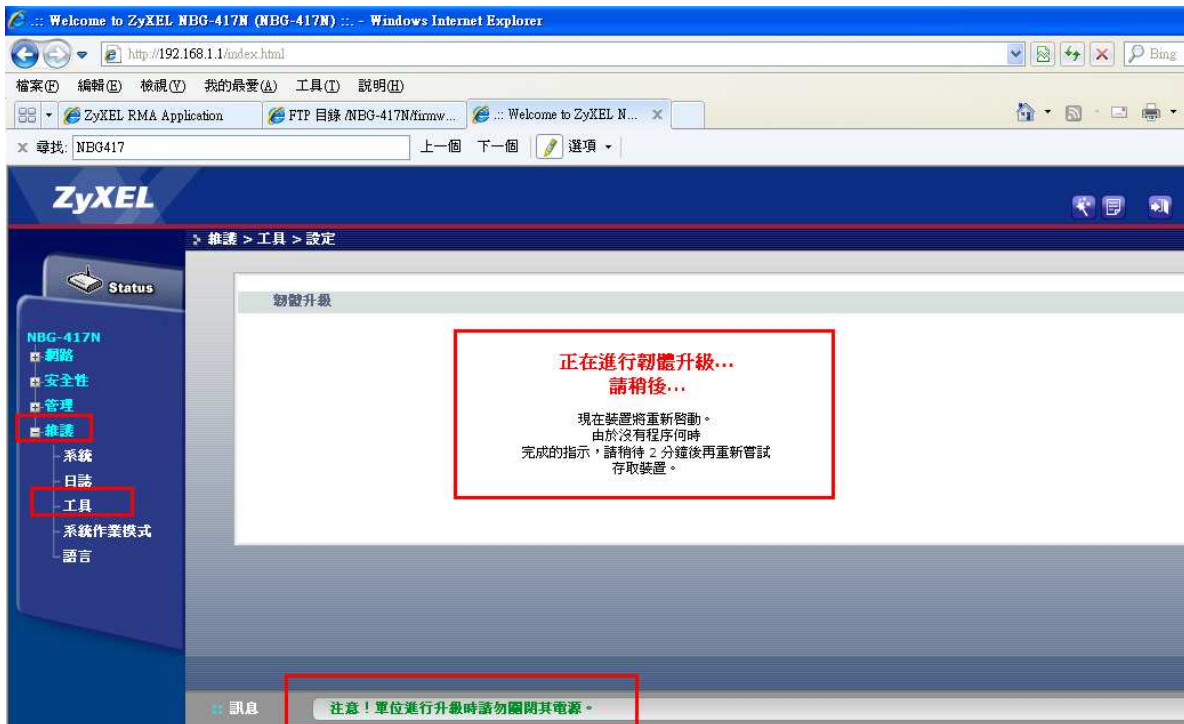 .:: Welcome to ZyXEL NBG-417N (NBG-417N) ::. - Windows Internet Explorer
http://192.168.1.1/index.html
Bing
檔案(F) 編輯(E) 檢視(V) 我的最愛(A) 工具(T) 說明(H)
ZyXEL RMA Application
FTP 目錄 /NBG-417N/firmw...
.:: Welcome to ZyXEL N...
x 尋找: NBG417 上一個 下一個 選項
ZyXEL
維護 > 工具 > 設定
Status
韌體升級
NBG-417N
網路
安全性
管理
維護
系統
日誌
工具
系統作業模式
語言
正在進行韌體升級...
請稍後...
現在裝置將重新啟動。
由於沒有程序何時
完成的指示，請稍待 2 分鐘後再重新嘗試
存取裝置。
訊息
注意！單位進行升級時請勿關閉其電源。